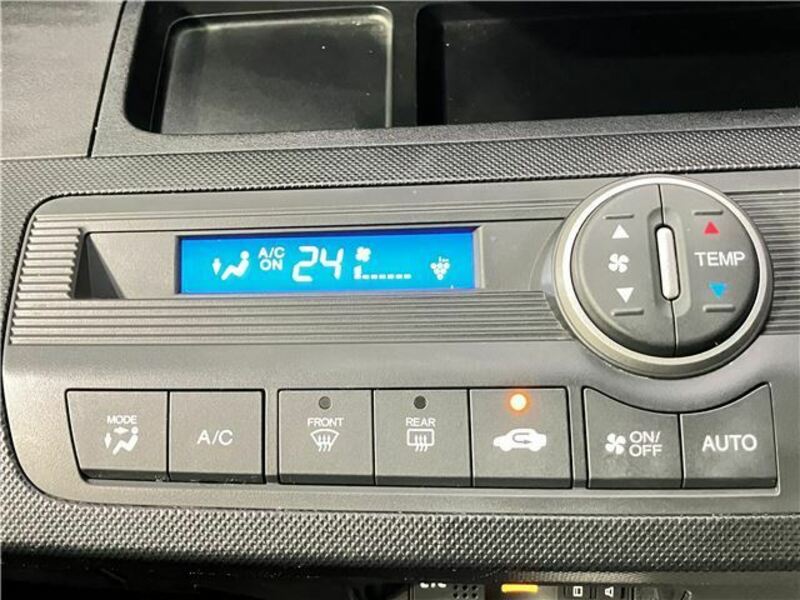 A/C
ON
24
TEMP
MODE
A/C
FRONT
REAR
ON/
OFF
AUTO